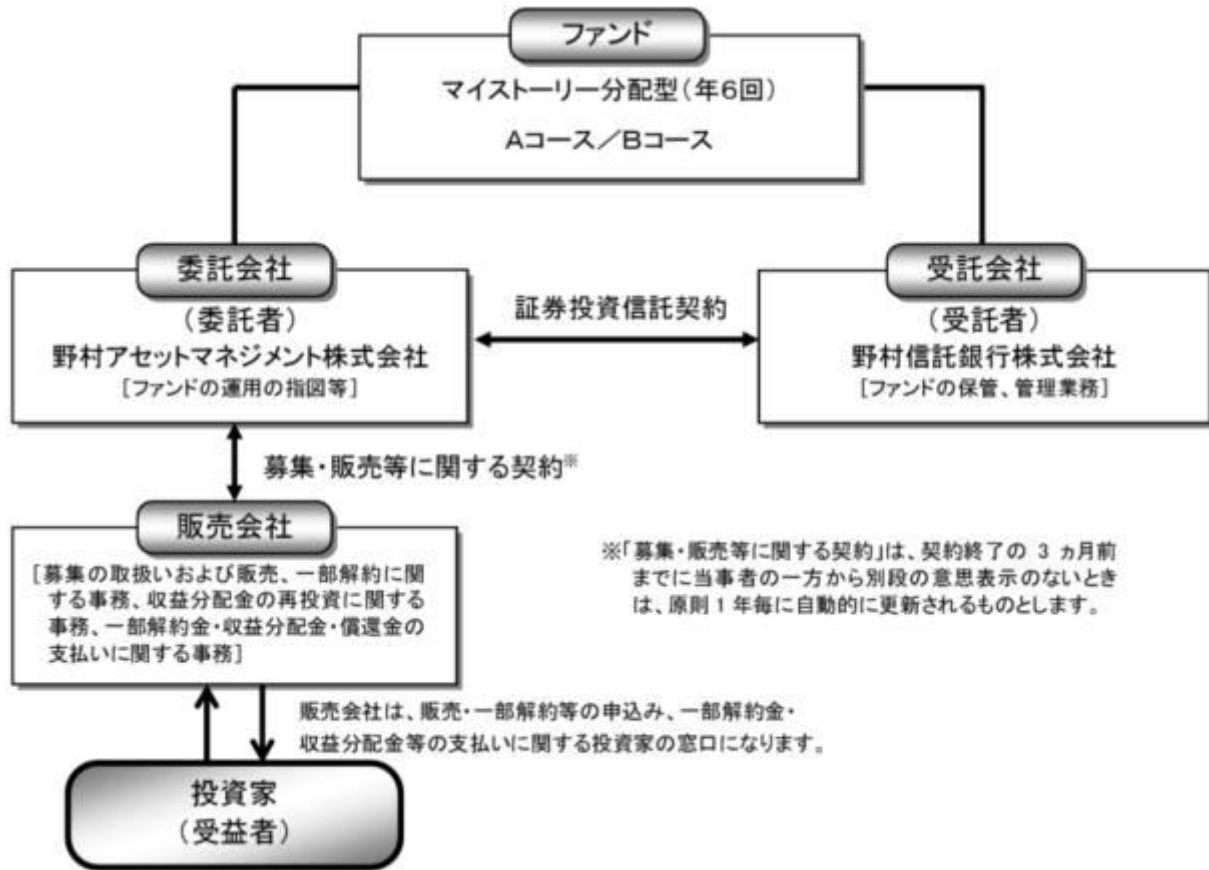 ファンド
マイストーリー分配型(年6回)
Aコース/Bコース
委託会社
(委託者)
野村アセットマネジメント株式会社
[ファンドの運用の指図等]
証券投資信託契約
受託会社
(受託者)
野村信託銀行株式会社
[ファンドの保管、管理業務]
募集・販売等に関する契約※
販売会社
[募集の取扱いおよび販売、一部解約に関
する事務、収益分配金の再投資に関する
事務、一部解約金・収益分配金・償還金の
支払いに関する事務]
※「募集・販売等に関する契約」は、契約終了の 3 ヵ月前
までに当事者の一方から別段の意思表示のないとき
は、原則1年毎に自動的に更新されるものとします。
販売会社は、販売・一部解約等の申込み、一部解約金・
収益分配金等の支払いに関する投資家の窓口になります。
投資家
(受益者)